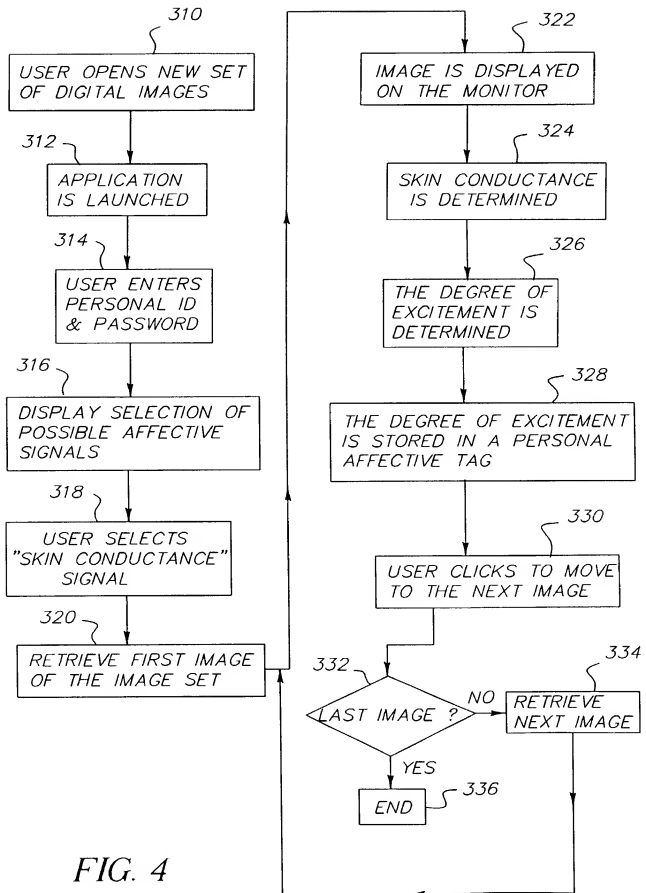 310
USER OPENS NEW SET
OF DIGITAL IMAGES
312
APPLICATION
IS LAUNCHED
314
USER ENTERS
PERSONAL ID
& PASSWORD
316
DISPLAY SELECTION OF
POSSIBLE AFFECTIVE
SIGNALS
318
USER SELECTS
"SKIN CONDUCTANCE"
SIGNAL
320
RETRIEVE FIRST IMAGE
OF THE IMAGE SET
322
IMAGE IS DISPLAYED
ON THE MONITOR
324
SKIN CONDUCTANCE
IS DETERMINED
326
THE DEGREE OF
EXCITEMENT IS
DETERMINED
328
THE DEGREE OF EXCITEMENT
IS STORED IN A PERSONAL
AFFECTIVE TAG
330
USER CLICKS TO MOVE
TO THE NEXT IMAGE
332
LAST IMAGE ?
NO
334
RETRIEVE
NEXT IMAGE
YES
END
336
FIG. 4